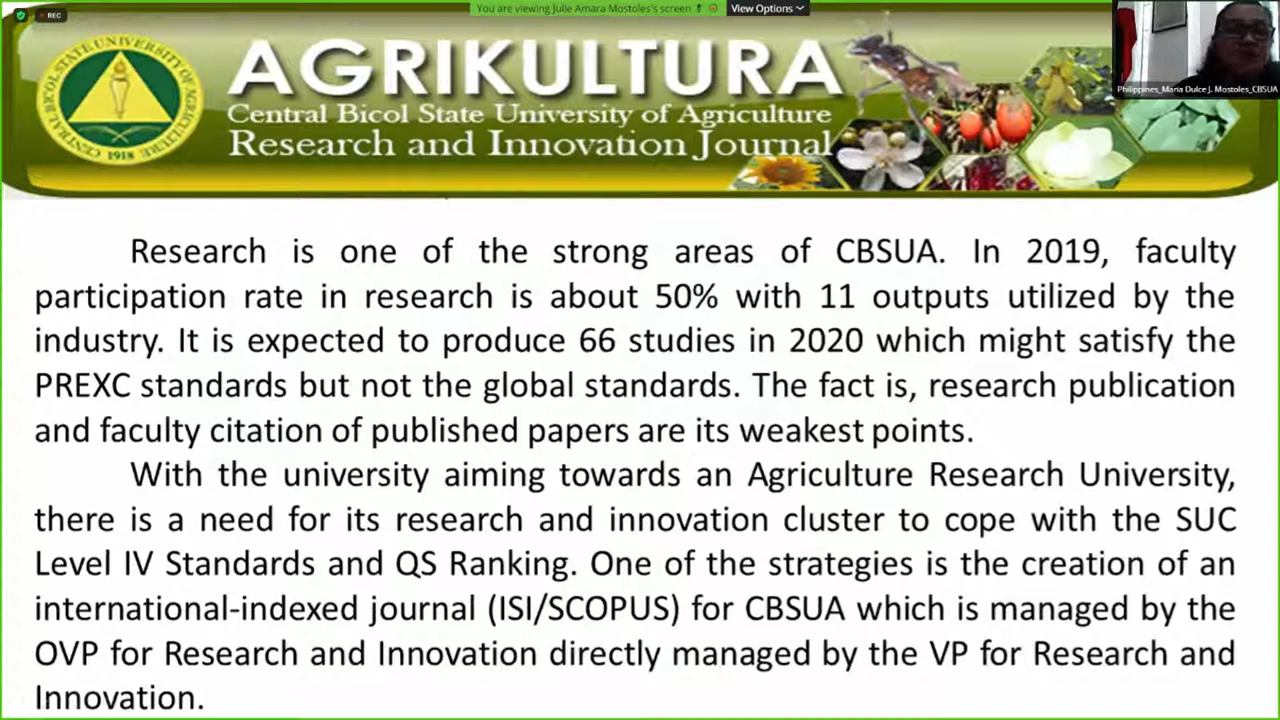 REC
You are viewing Julie Amara Mostoles's screen
View Options
CENTRAL BICOL STATE UNIVERSITY OF AGRICULTURE
1918
AGRIKULTURA
Central Bicol State University of Agriculture
Research and Innovation Journal
Philippines_Maria Dulce J. Mostoles_CBSUA
Research is one of the strong areas of CBSUA. In 2019, faculty
participation rate in research is about 50% with 11 outputs utilized by the
industry. It is expected to produce 66 studies in 2020 which might satisfy the
PREXC standards but not the global standards. The fact is, research publication
and faculty citation of published papers are its weakest points.
With the university aiming towards an Agriculture Research University,
there is a need for its research and innovation cluster to cope with the SUC
Level IV Standards and QS Ranking. One of the strategies is the creation of an
international-indexed journal (ISI/SCOPUS) for CBSUA which is managed by the
OVP for Research and Innovation directly managed by the VP for Research and
Innovation.